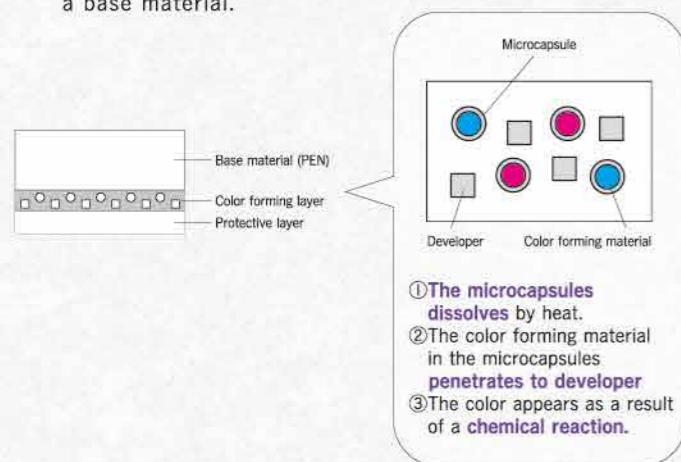 a base material.
Microcapsule
Base material (PEN)
Color forming layer
Protective layer
Developer
Color forming material
①The microcapsules
dissolves by heat.
②The color forming material
in the microcapsules
penetrates to developer
③The color appears as a result
of a chemical reaction.